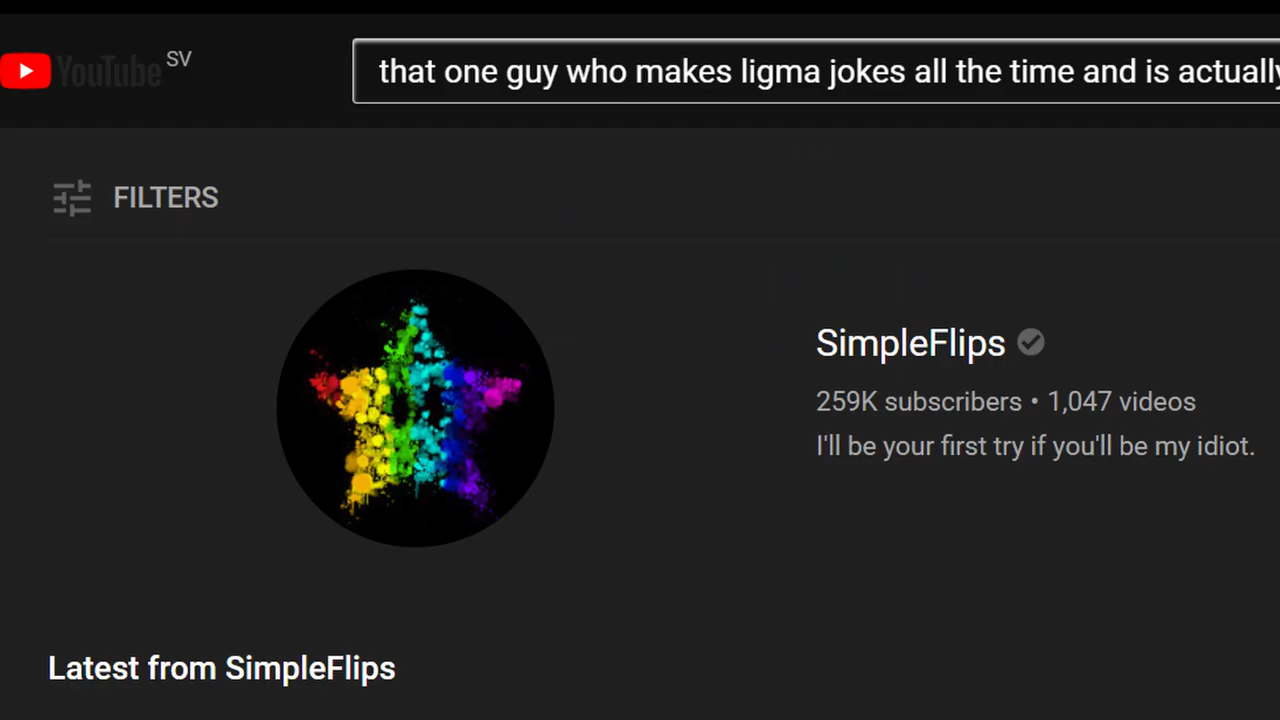 YouTube SV
that one guy who makes ligma jokes all the time and is actually
FILTERS
SimpleFlips
259K subscribers • 1,047 videos
I'll be your first try if you'll be my idiot.
Latest from SimpleFlips